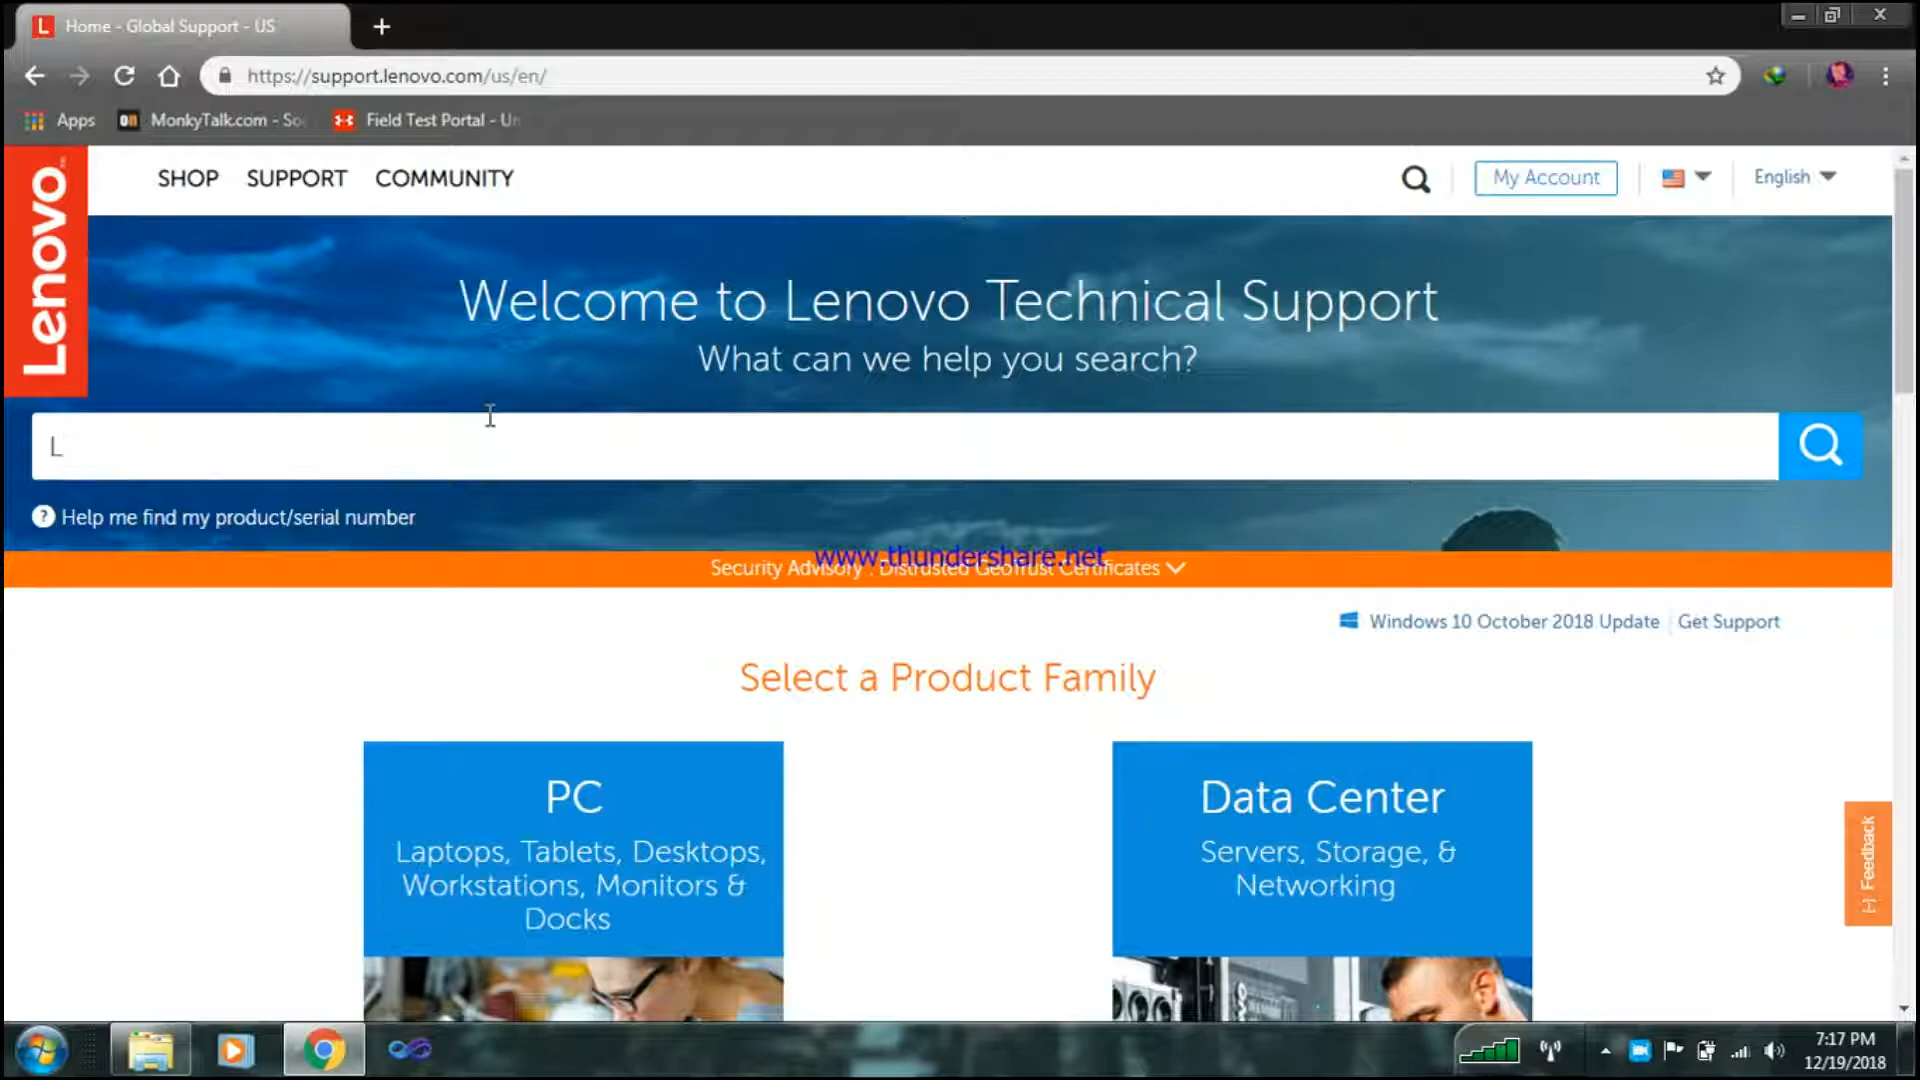 Home - Global Support - US
https://support.lenovo.com/us/en/
Apps
MonkyTalk.com - So
Field Test Portal - Un
Lenovo
SHOP SUPPORT COMMUNITY
My Account
English
Welcome to Lenovo Technical Support
What can we help you search?
L
Help me find my product/serial number
www.thundershare.net
Security Advisory : Distrusted GeoTrust Certificates
Windows 10 October 2018 Update Get Support
Select a Product Family
PC
Laptops, Tablets, Desktops,
Workstations, Monitors &
Docks
Data Center
Servers, Storage, &
Networking
[-] Feedback
7:17 PM
12/19/2018